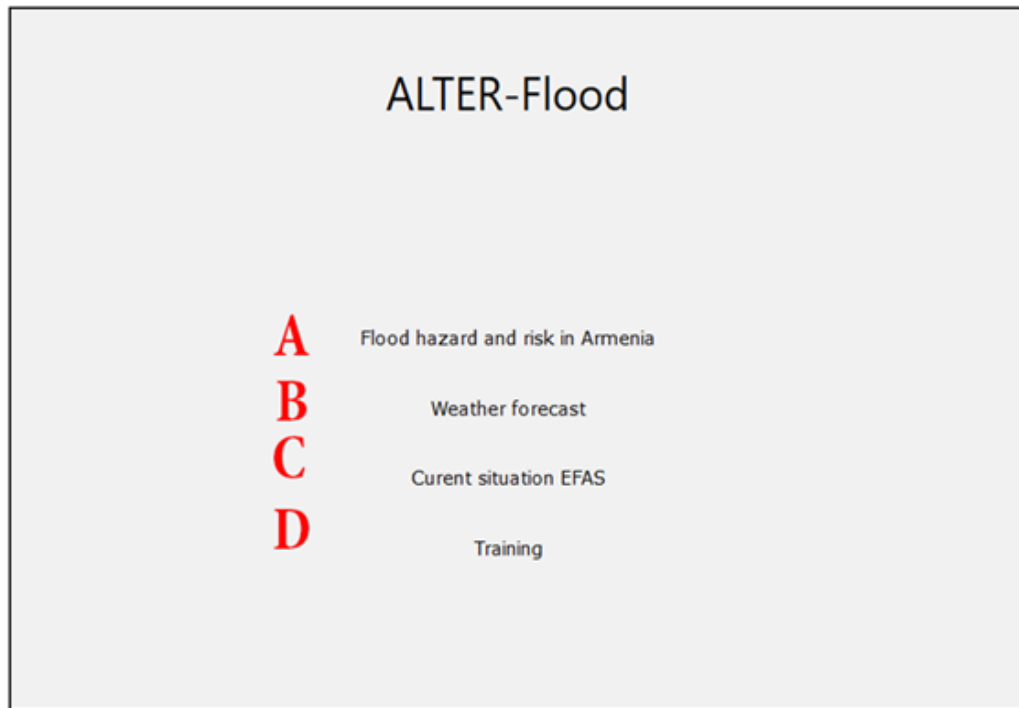 ALTER-Flood
A Flood hazard and risk in Armenia
B Weather forecast
C Curent situation EFAS
D Training